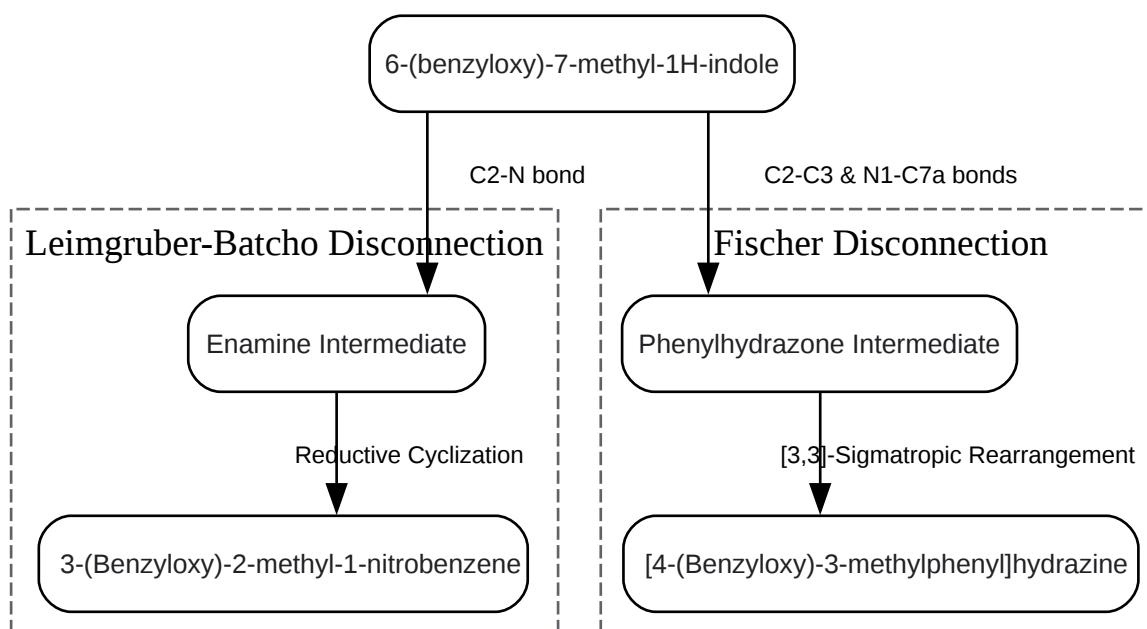 6-(benzyloxy)-7-methyl-1H-indole
C2-N bond
C2-C3 & N1-C7a bonds
Leimgruber-Batcho Disconnection
Fischer Disconnection
Enamine Intermediate
Phenylhydrazone Intermediate
Reductive Cyclization
[3,3]-Sigmatropic Rearrangement
3-(Benzyloxy)-2-methyl-1-nitrobenzene
[4-(Benzyloxy)-3-methylphenyl]hydrazine